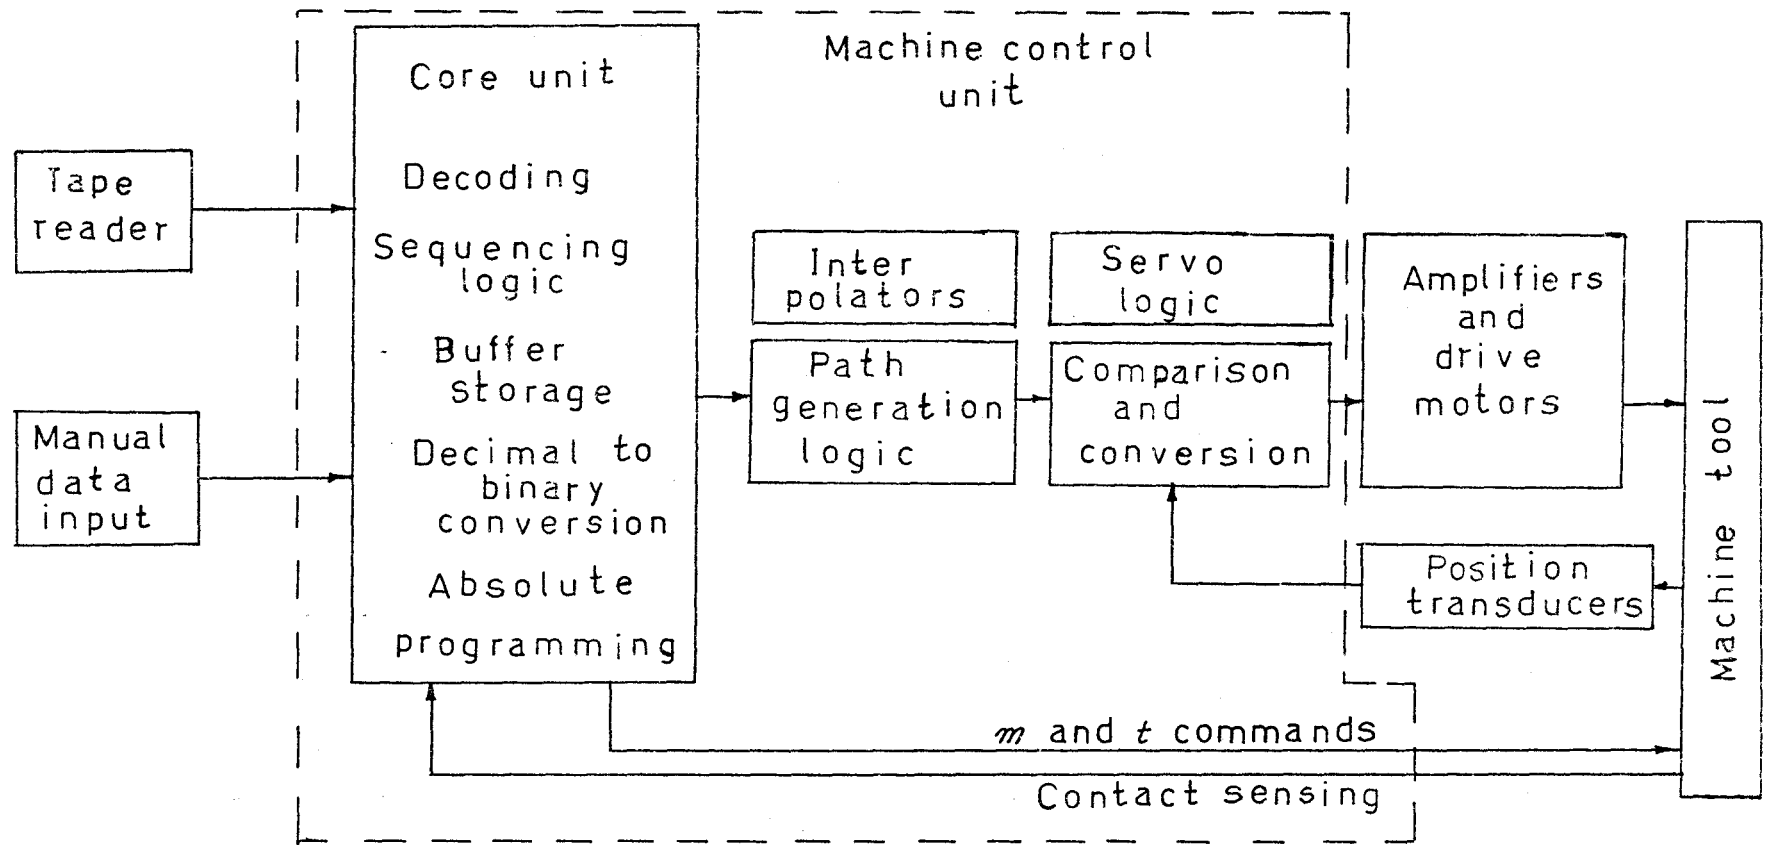 Machine control
unit
Core unit
Decoding
Sequencing
logic
Buffer
storage
Decimal to
binary
conversion
Absolute
programming
Tape
reader
Manual
data
input
Inter
polators
Path
generation
logic
Servo
logic
Comparison
and
conversion
Amplifiers
and
drive
motors
Position
transducers
Machine tool
m and t commands
Contact sensing